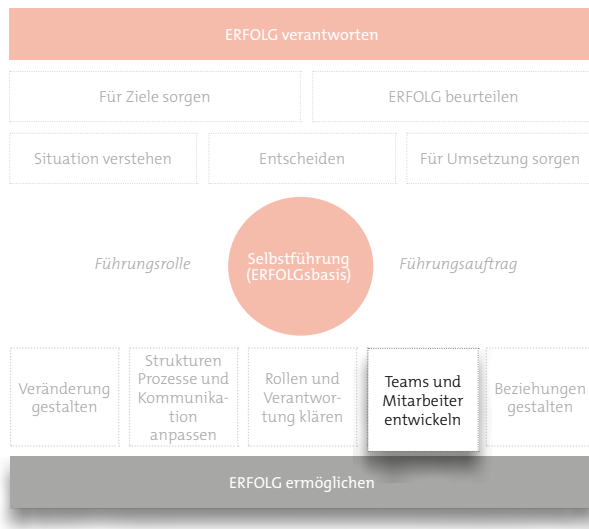 ERFOLG verantworten
Für Ziele sorgen
ERFOLG beurteilen
Situation verstehen
Entscheiden
Für Umsetzung sorgen
Führungsrolle
Selbstführung
(ERFOLGsbasis)
Führungsauftrag
Veränderung
gestalten
Strukturen
Prozesse und
Kommunika-
tion
anpassen
Rollen und
Verantwor-
tung klären
Teams und
Mitarbeiter
entwickeln
Beziehungen
gestalten
ERFOLG ermöglichen